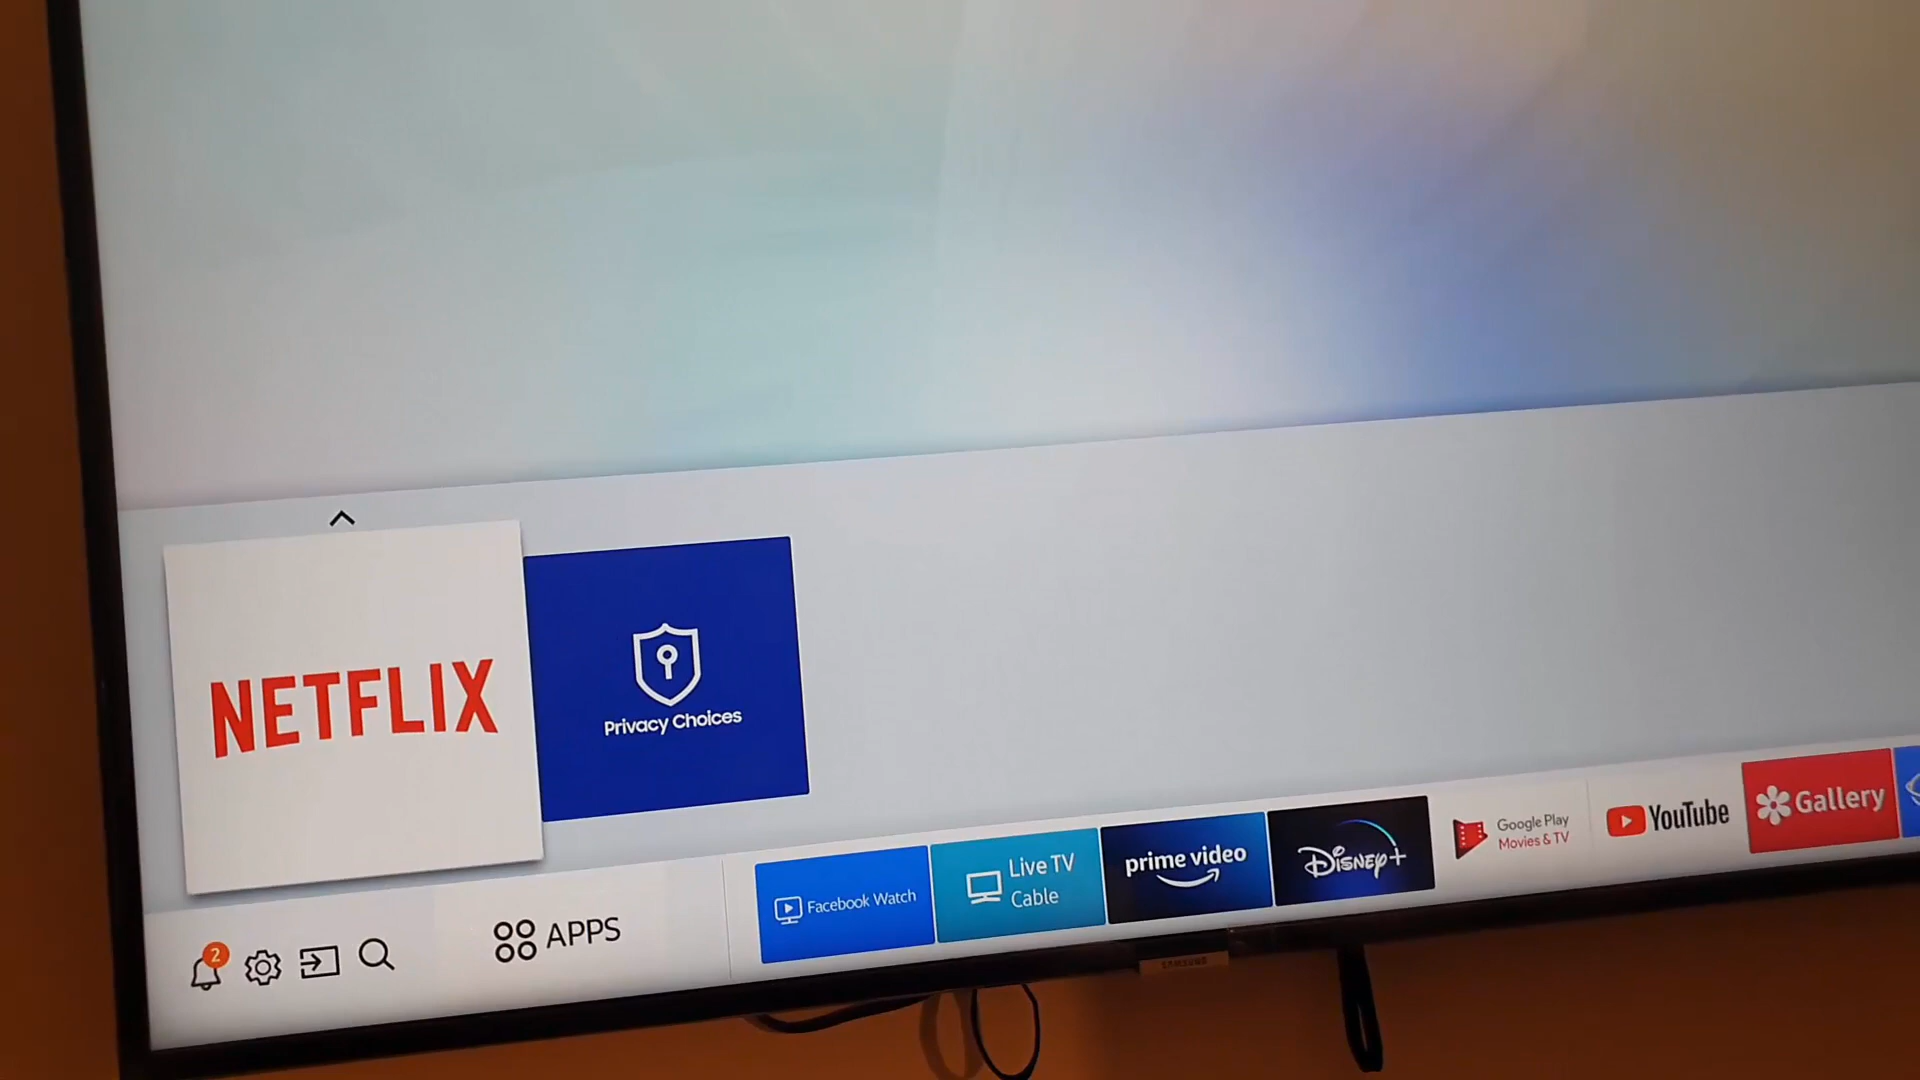 NETFLIX
Privacy Choices
2
APPS
Facebook Watch
Live TV
Cable
prime video
Disney+
Google Play
Movies & TV
YouTube
Gallery
SAMSUNG